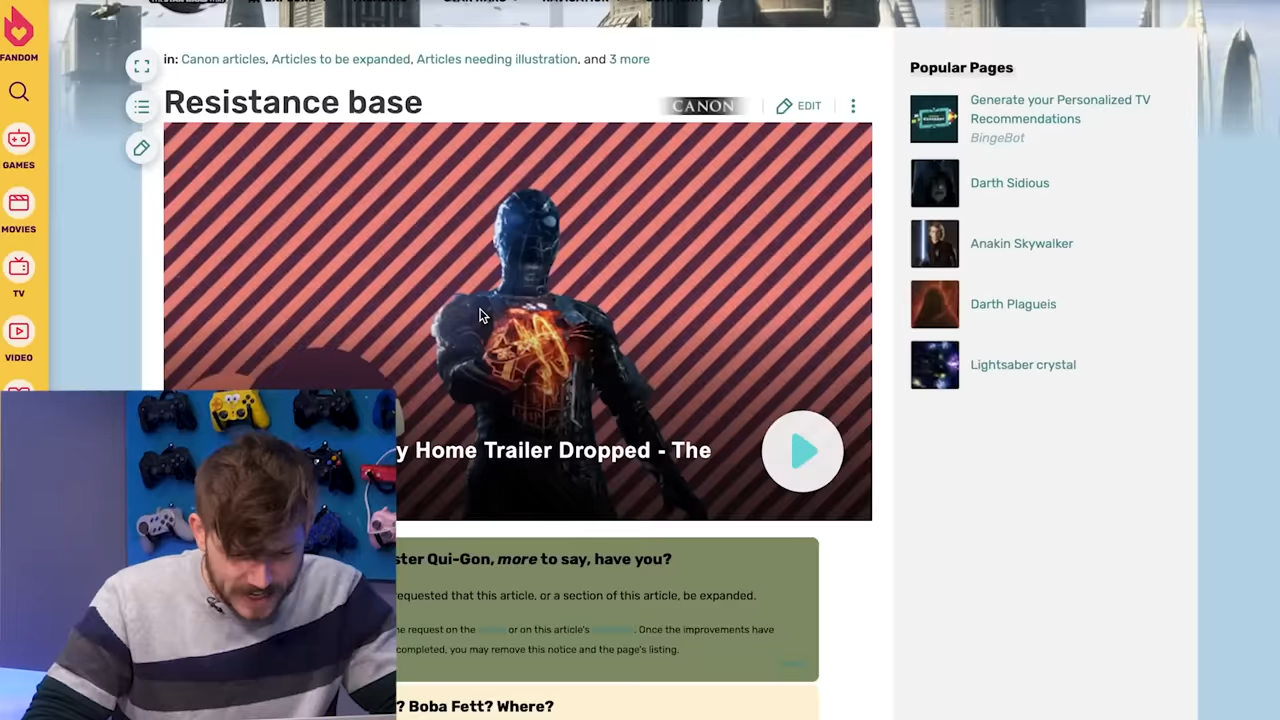 FANDOM
GAMES
MOVIES
TV
VIDEO
in: Canon articles, Articles to be expanded, Articles needing illustration, and 3 more
Resistance base
CANON
EDIT
y Home Trailer Dropped - The
ster Qui-Gon, more to say, have you?
equested that this article, or a section of this article, be expanded.
he request on the
or on this article's
. Once the improvements have
completed, you may remove this notice and the page's listing.
? Boba Fett? Where?
Popular Pages
Generate your Personalized TV
Recommendations
BingeBot
Darth Sidious
Anakin Skywalker
Darth Plagueis
Lightsaber crystal